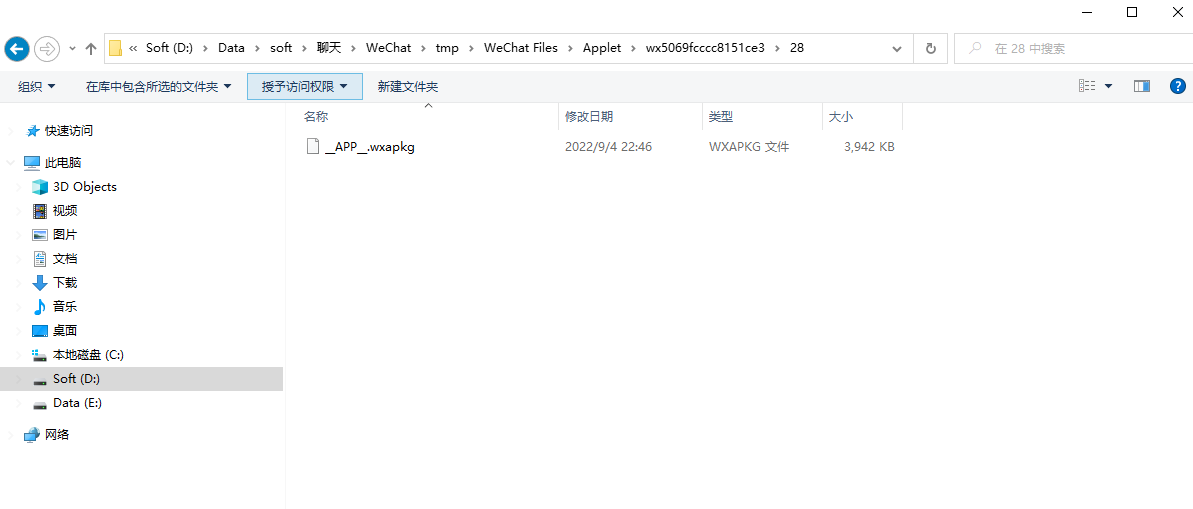 « Soft (D:) › Data › soft › 聊天 › WeChat › tmp › WeChat Files › Applet › wx5069fcccc8151ce3 › 28
在 28 中搜索
组织 在库中包含所选的文件夹 授予访问权限 新建文件夹
名称 修改日期 类型 大小
__APP__.wxapkg 2022/9/4 22:46 WXAPKG 文件 3,942 KB
快速访问
此电脑
3D Objects
视频
图片
文档
下载
音乐
桌面
本地磁盘 (C:)
Soft (D:)
Data (E:)
网络